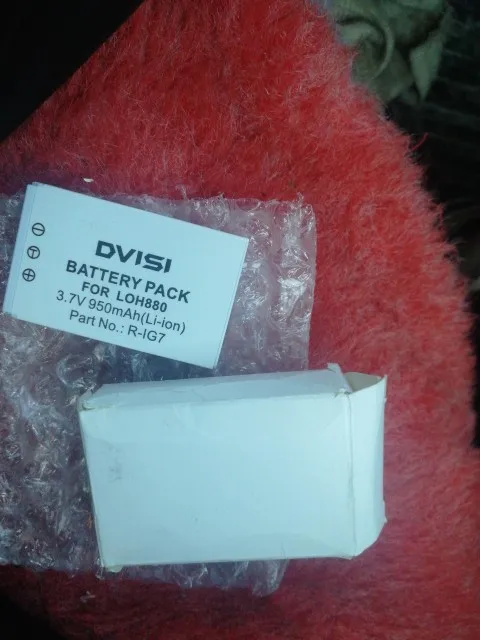 DVISI
BATTERY PACK
FOR LOH880
3.7V 950mAh(Li-ion)
Part No.: R-IG7
⊖
Ⓣ
⊕